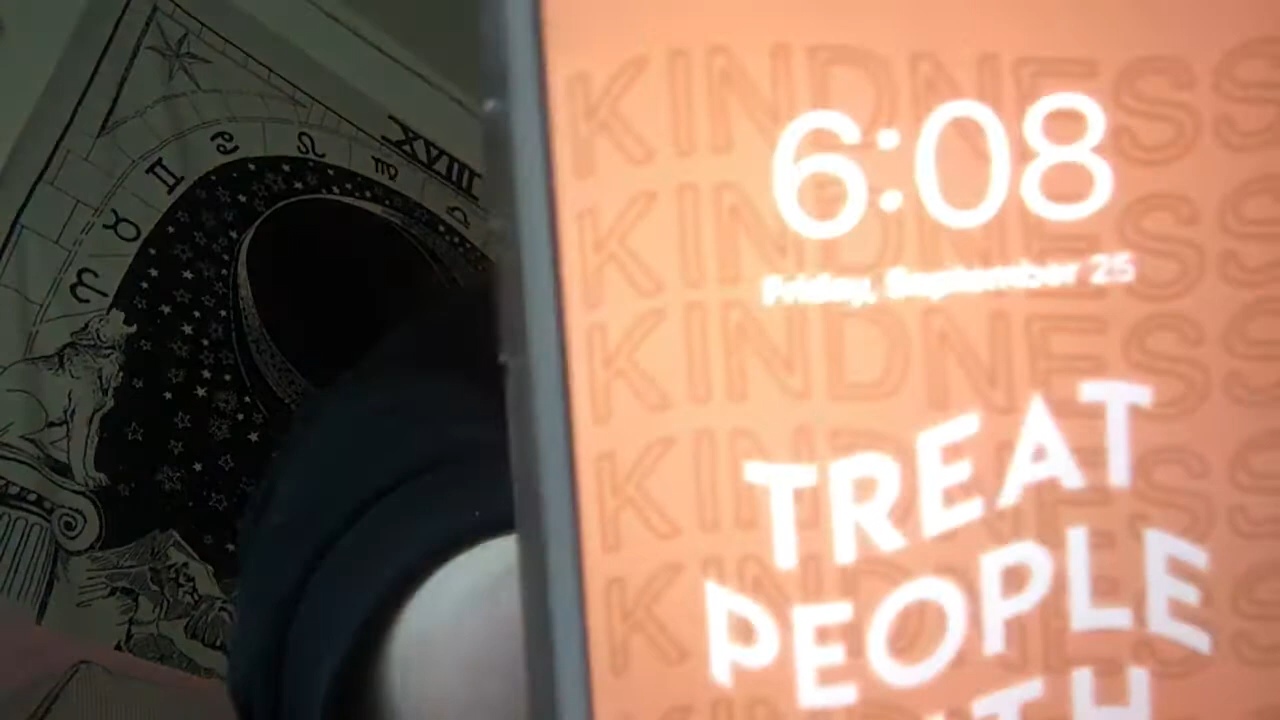 XVIII
♈ ♉ ♊ ♋ ♌ ♍ ♎
6:08
Friday, September 25
KINDNESS
KINDNESS
KINDNESS
KINDNESS
KINDNESS
TREAT
PEOPLE